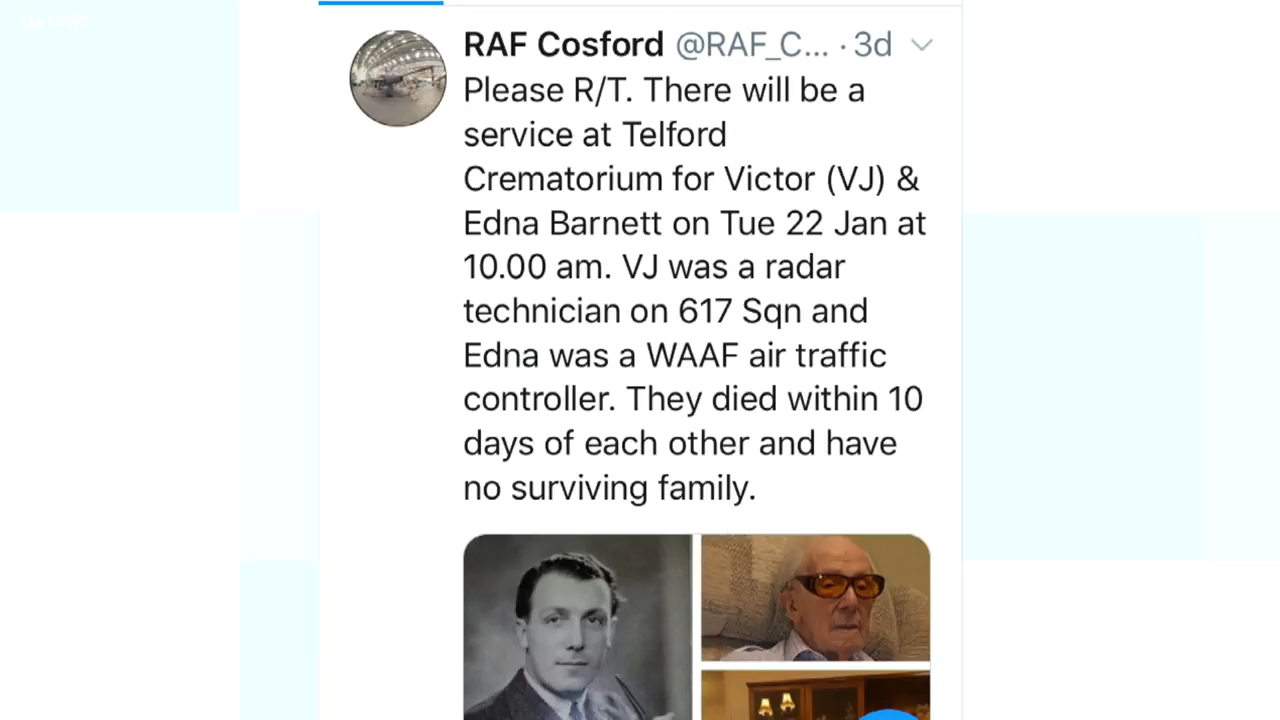 RAF Cosford @RAF_C... · 3d
Please R/T. There will be a
service at Telford
Crematorium for Victor (VJ) &
Edna Barnett on Tue 22 Jan at
10.00 am. VJ was a radar
technician on 617 Sqn and
Edna was a WAAF air traffic
controller. They died within 10
days of each other and have
no surviving family.